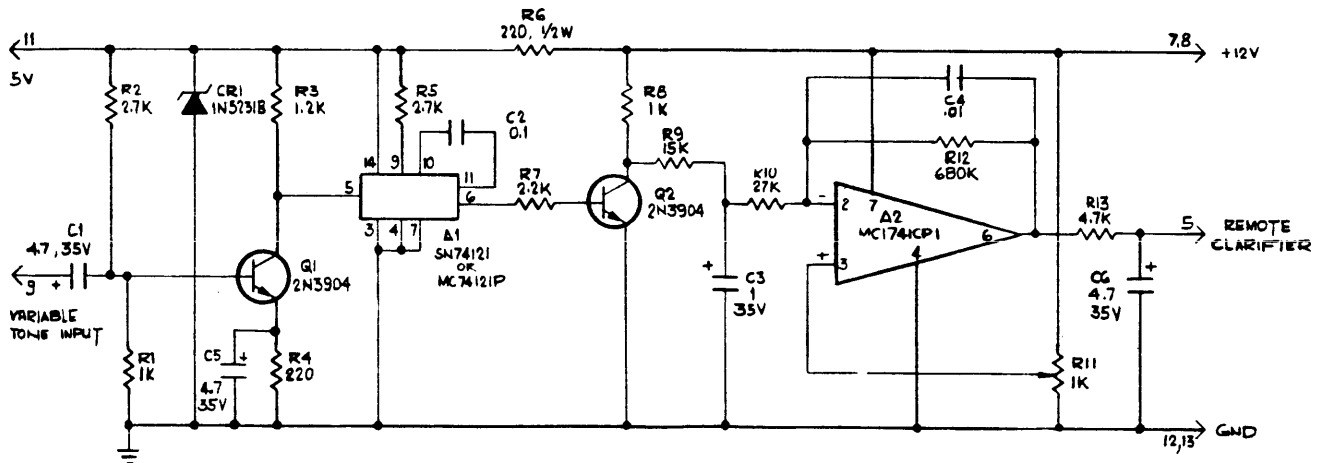 R6
220, 1/2W
11
5V
7,8
+12V
R2
2.7K
CR1
1N5231B
R3
1.2K
R5
2.7K
C2
0.1
R8
1K
C4
.01
R9
15K
R12
680K
R10
27K
14
9
10
11
5
6
3
4
7
R7
2.2K
A1
SN74121
OR
MC74121P
Q2
2N3904
-
2
7
A2
MC1741CP1
6
4
+
3
R13
4.7K
5
REMOTE
CLARIFIER
C1
4.7, 35V
+
9
VARIABLE
TONE INPUT
Q1
2N3904
+
C3
1
35V
+
C6
4.7
35V
R1
1K
C5
+
4.7
35V
R4
220
R11
1K
GND
12,13